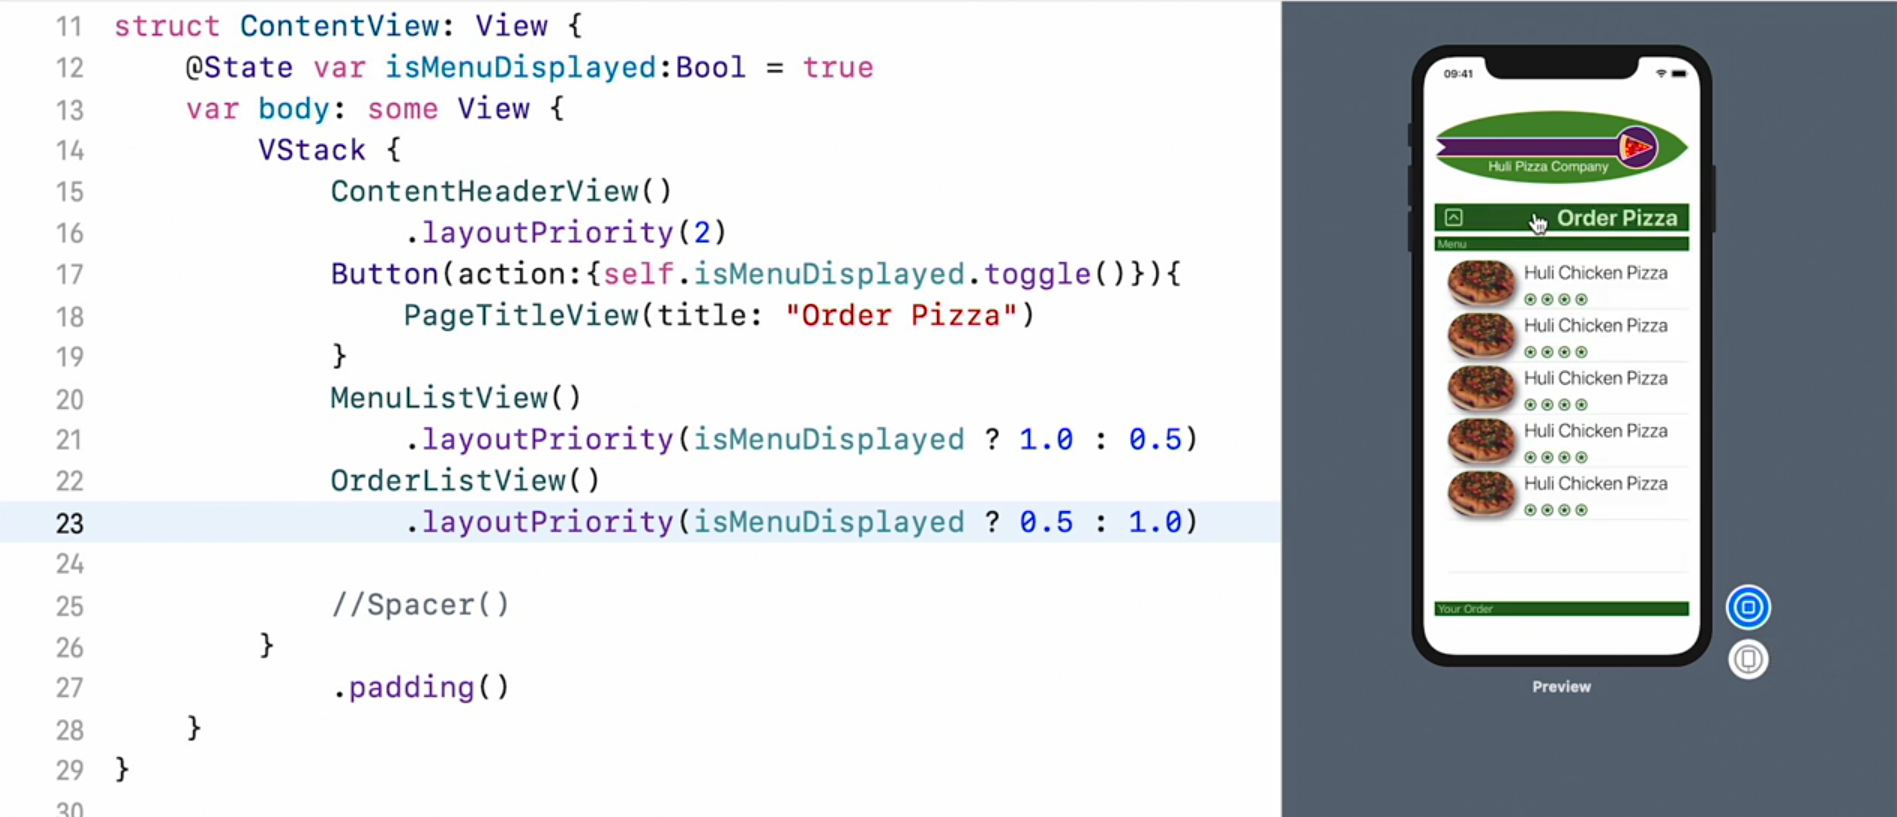 11 struct ContentView: View {
12 @State var isMenuDisplayed:Bool = true
13 var body: some View {
14 VStack {
15 ContentHeaderView()
16 .layoutPriority(2)
17 Button(action:{self.isMenuDisplayed.toggle()}){
18 PageTitleView(title: "Order Pizza")
19 }
20 MenuListView()
21 .layoutPriority(isMenuDisplayed ? 1.0 : 0.5)
22 OrderListView()
23 .layoutPriority(isMenuDisplayed ? 0.5 : 1.0)
24
25 //Spacer()
26 }
27 .padding()
28 }
29 }
30
09:41
Huli Pizza Company
Order Pizza
Menu
Huli Chicken Pizza
Huli Chicken Pizza
Huli Chicken Pizza
Huli Chicken Pizza
Huli Chicken Pizza
Your Order
Preview